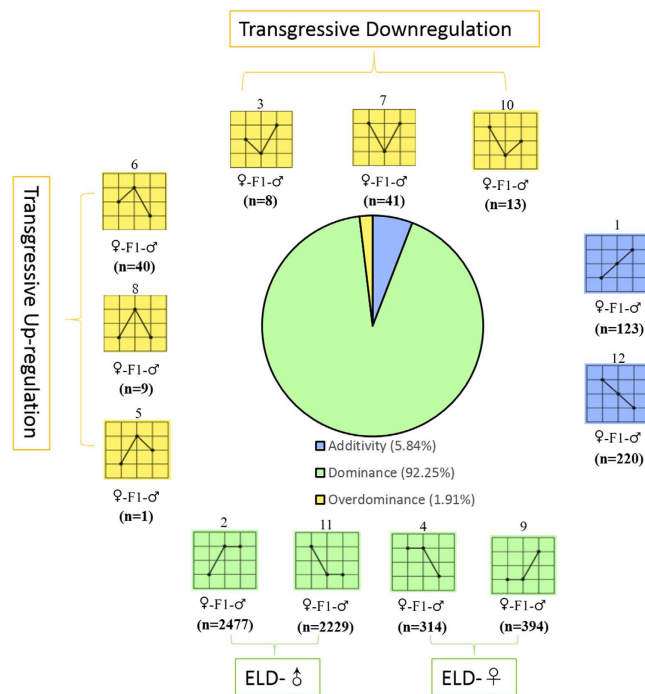 Transgressive Downregulation
3
♀-F1-♂
(n=8)
7
♀-F1-♂
(n=41)
10
♀-F1-♂
(n=13)
Transgressive Up-regulation
6
♀-F1-♂
(n=40)
8
♀-F1-♂
(n=9)
5
♀-F1-♂
(n=1)
1
♀-F1-♂
(n=123)
12
♀-F1-♂
(n=220)
Additivity (5.84%)
Dominance (92.25%)
Overdominance (1.91%)
2
♀-F1-♂
(n=2477)
11
♀-F1-♂
(n=2229)
4
♀-F1-♂
(n=314)
9
♀-F1-♂
(n=394)
ELD-♂
ELD-♀